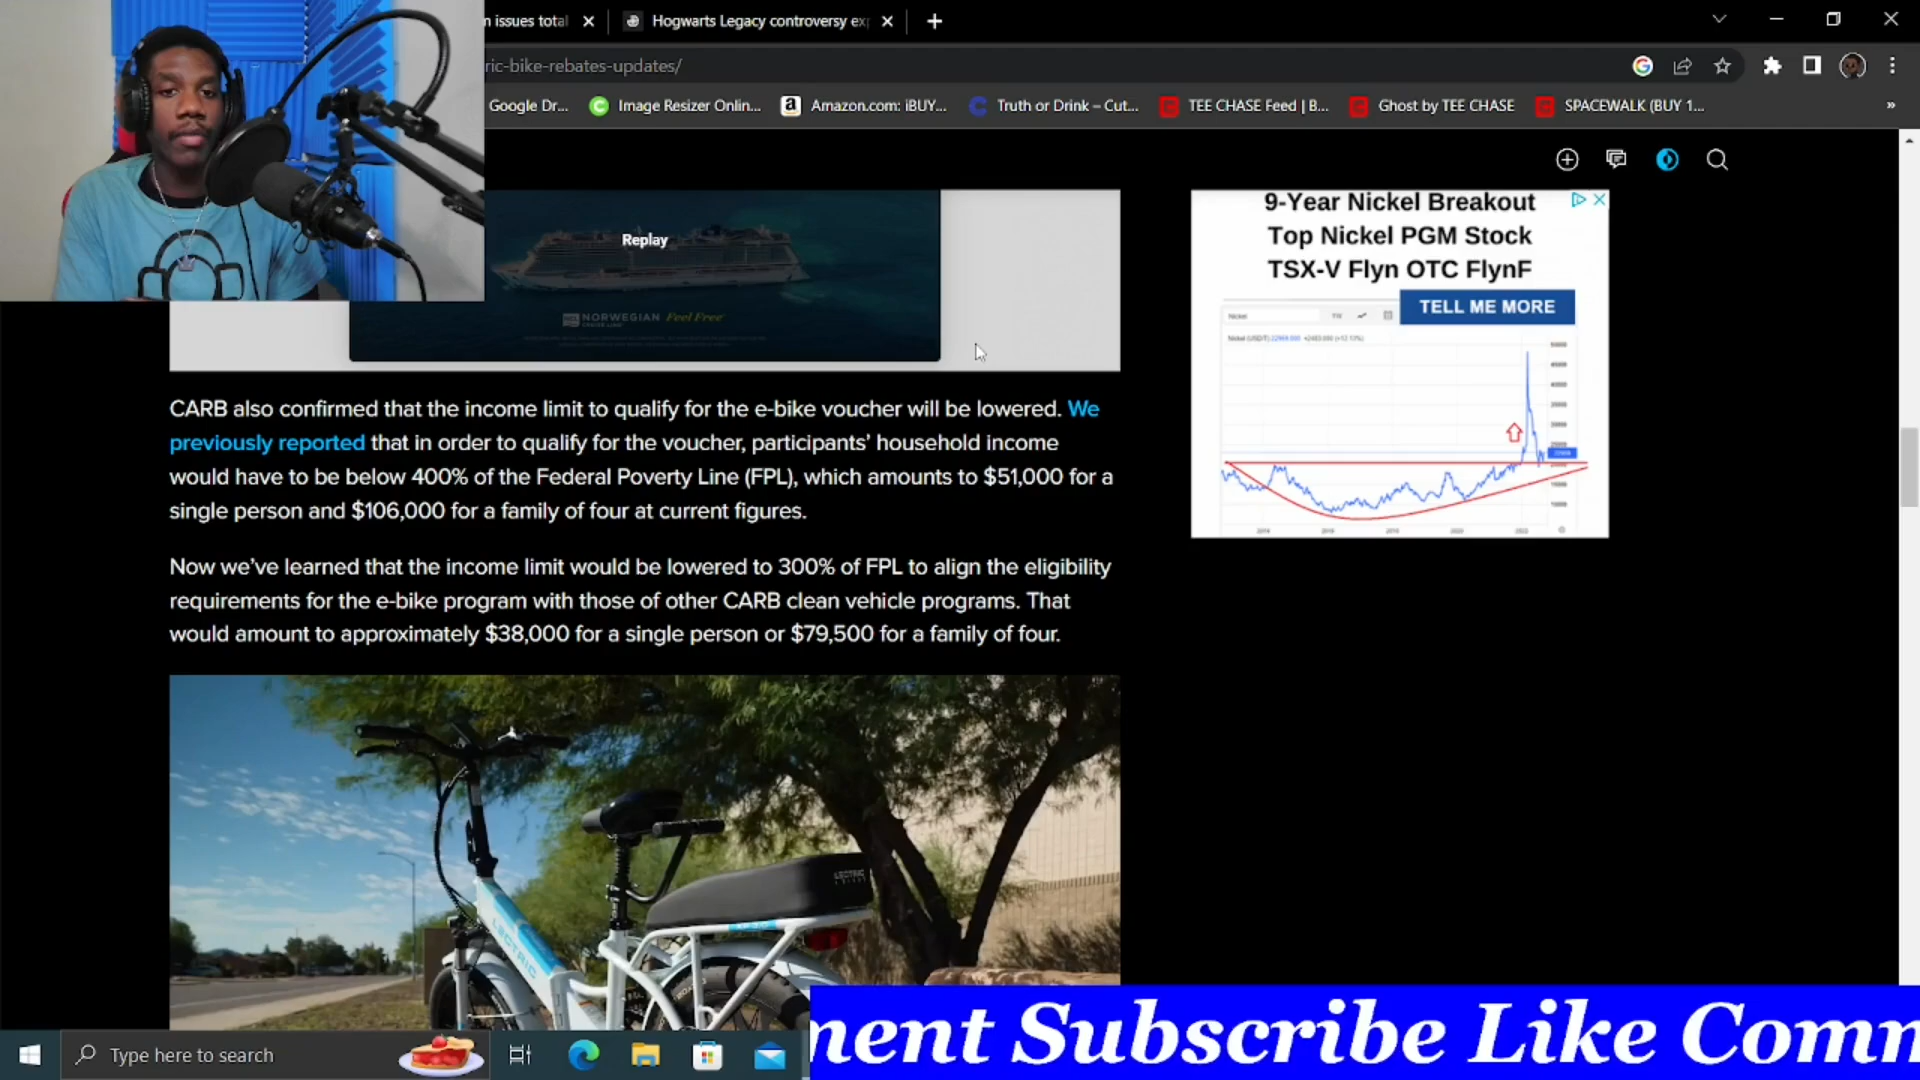 n issues total
Hogwarts Legacy controversy exp
ric-bike-rebates-updates/
Google Dr...
Image Resizer Onlin...
Amazon.com: iBUY...
Truth or Drink – Cut...
TEE CHASE Feed | B...
Ghost by TEE CHASE
SPACEWALK (BUY 1...
»
Replay
NORWEGIAN Feel Free
9-Year Nickel Breakout
Top Nickel PGM Stock
TSX-V Flyn OTC FlynF
TELL ME MORE
Nickel
CARB also confirmed that the income limit to qualify for the e-bike voucher will be lowered. We
previously reported that in order to qualify for the voucher, participants' household income
would have to be below 400% of the Federal Poverty Line (FPL), which amounts to $51,000 for a
single person and $106,000 for a family of four at current figures.
Now we've learned that the income limit would be lowered to 300% of FPL to align the eligibility
requirements for the e-bike program with those of other CARB clean vehicle programs. That
would amount to approximately $38,000 for a single person or $79,500 for a family of four.
LECTRIC
LECTRIC
Type here to search
nent Subscribe Like Comm